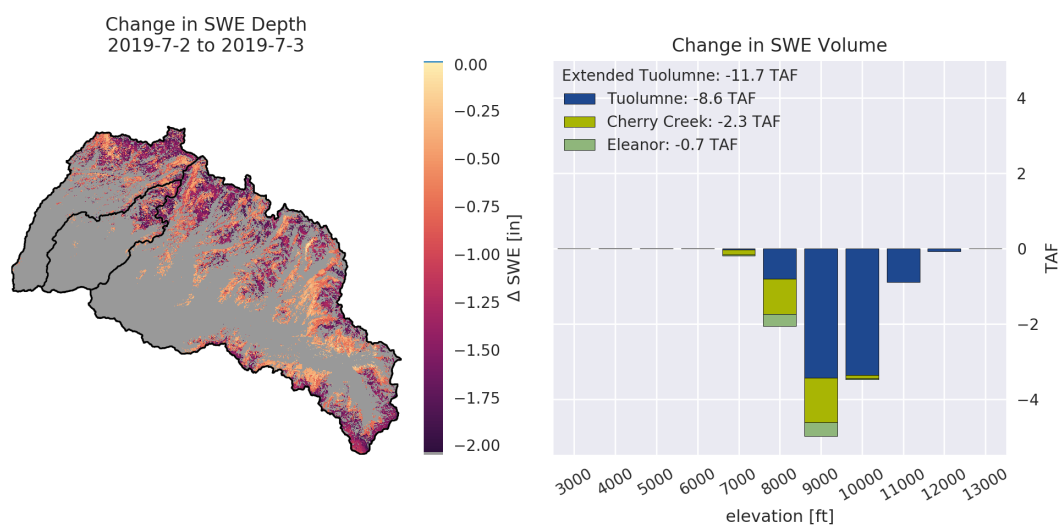 Change in SWE Depth
2019-7-2 to 2019-7-3
0.00
−0.25
−0.50
−0.75
−1.00
−1.25
−1.50
−1.75
−2.00
Δ SWE [in]
Change in SWE Volume
Extended Tuolumne: -11.7 TAF
Tuolumne: -8.6 TAF
Cherry Creek: -2.3 TAF
Eleanor: -0.7 TAF
4
2
0
−2
−4
TAF
3000 4000 5000 6000 7000 8000 9000 10000 11000 12000 13000
elevation [ft]